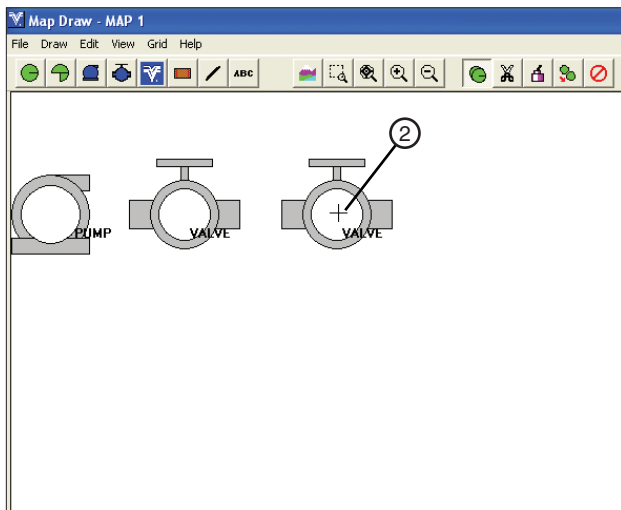 Map Draw - MAP 1
File Draw Edit View Grid Help
ABC
2
PUMP VALVE VALVE